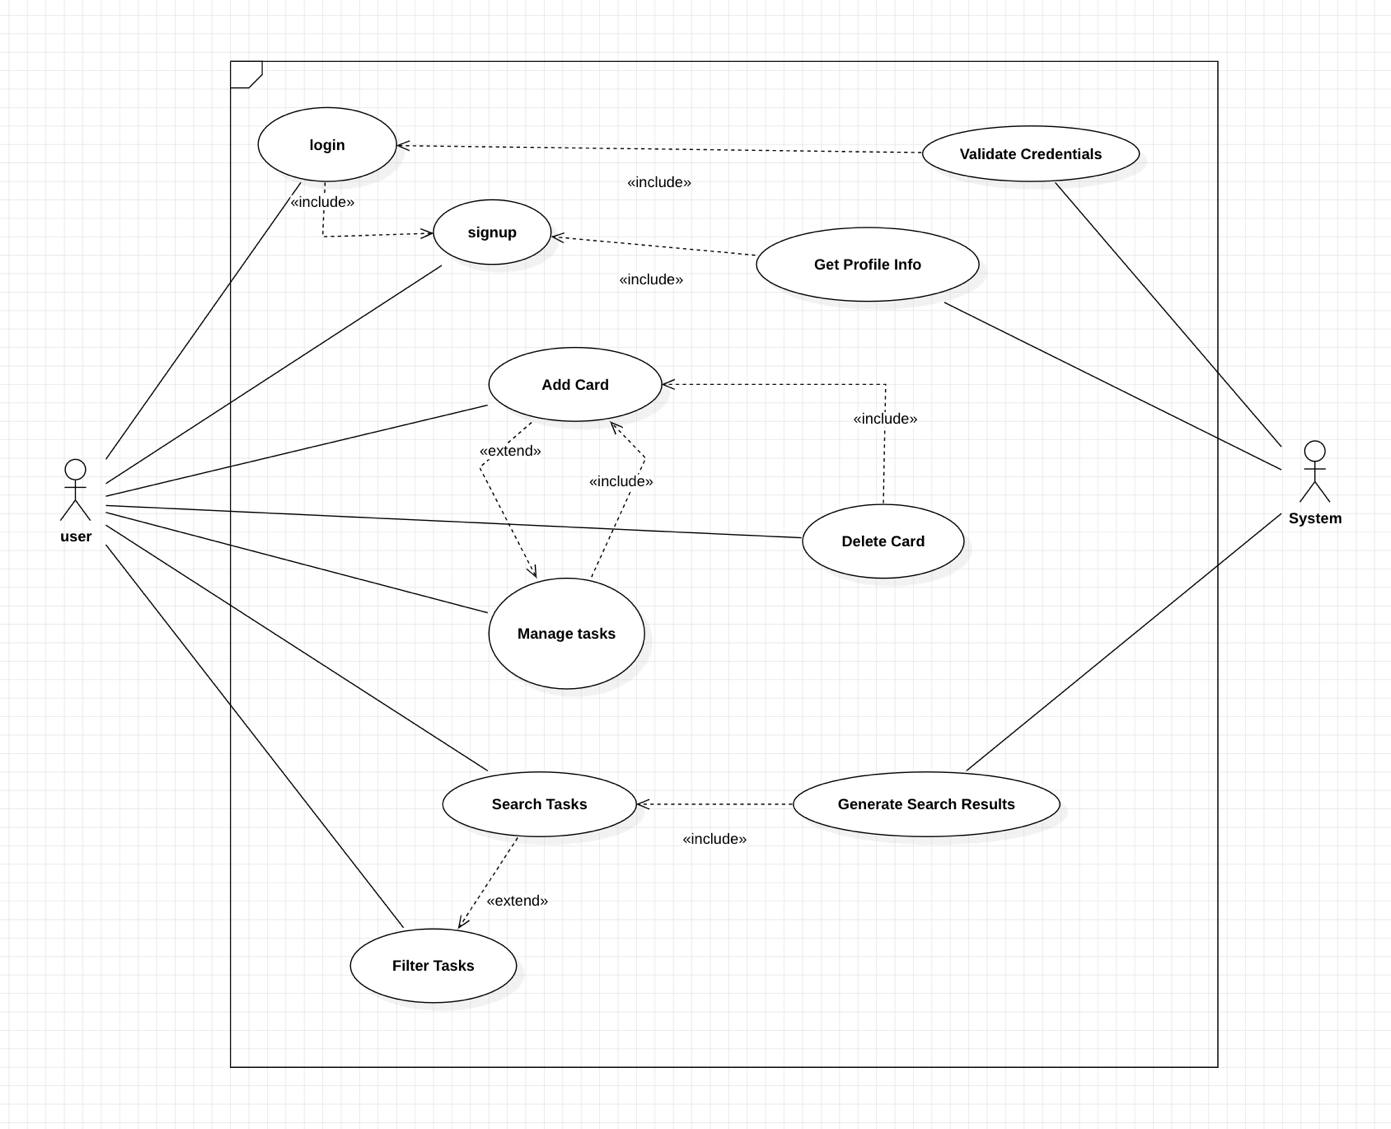 login
Validate Credentials
«include»
«include»
signup
Get Profile Info
«include»
Add Card
«include»
«extend»
«include»
System
user
Delete Card
Manage tasks
Search Tasks
Generate Search Results
«include»
«extend»
Filter Tasks